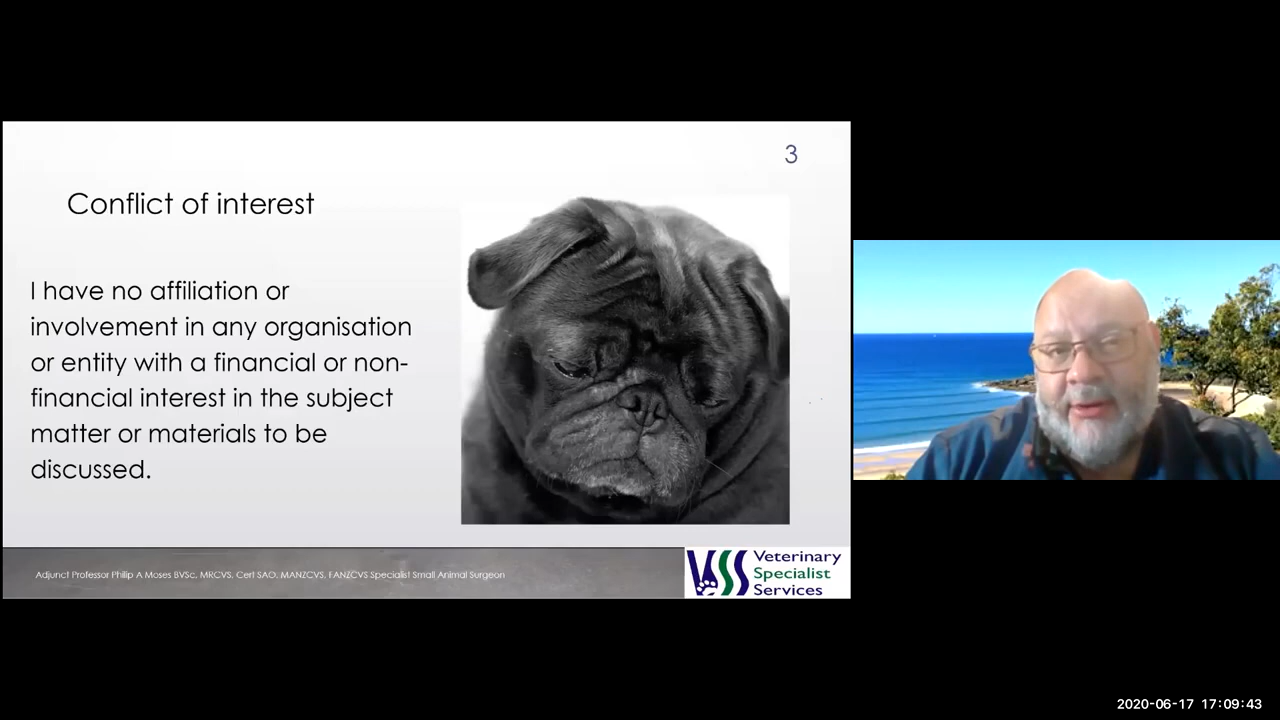 3
Conflict of interest
I have no affiliation or
involvement in any organisation
or entity with a financial or non-
financial interest in the subject
matter or materials to be
discussed.
Adjunct Professor Philip A Moses BVSc, MRCVS, Cert SAO, MANZCVS, FANZCVS Specialist Small Animal Surgeon
VSS Veterinary
Specialist
Services
2020-06-17 17:09:43